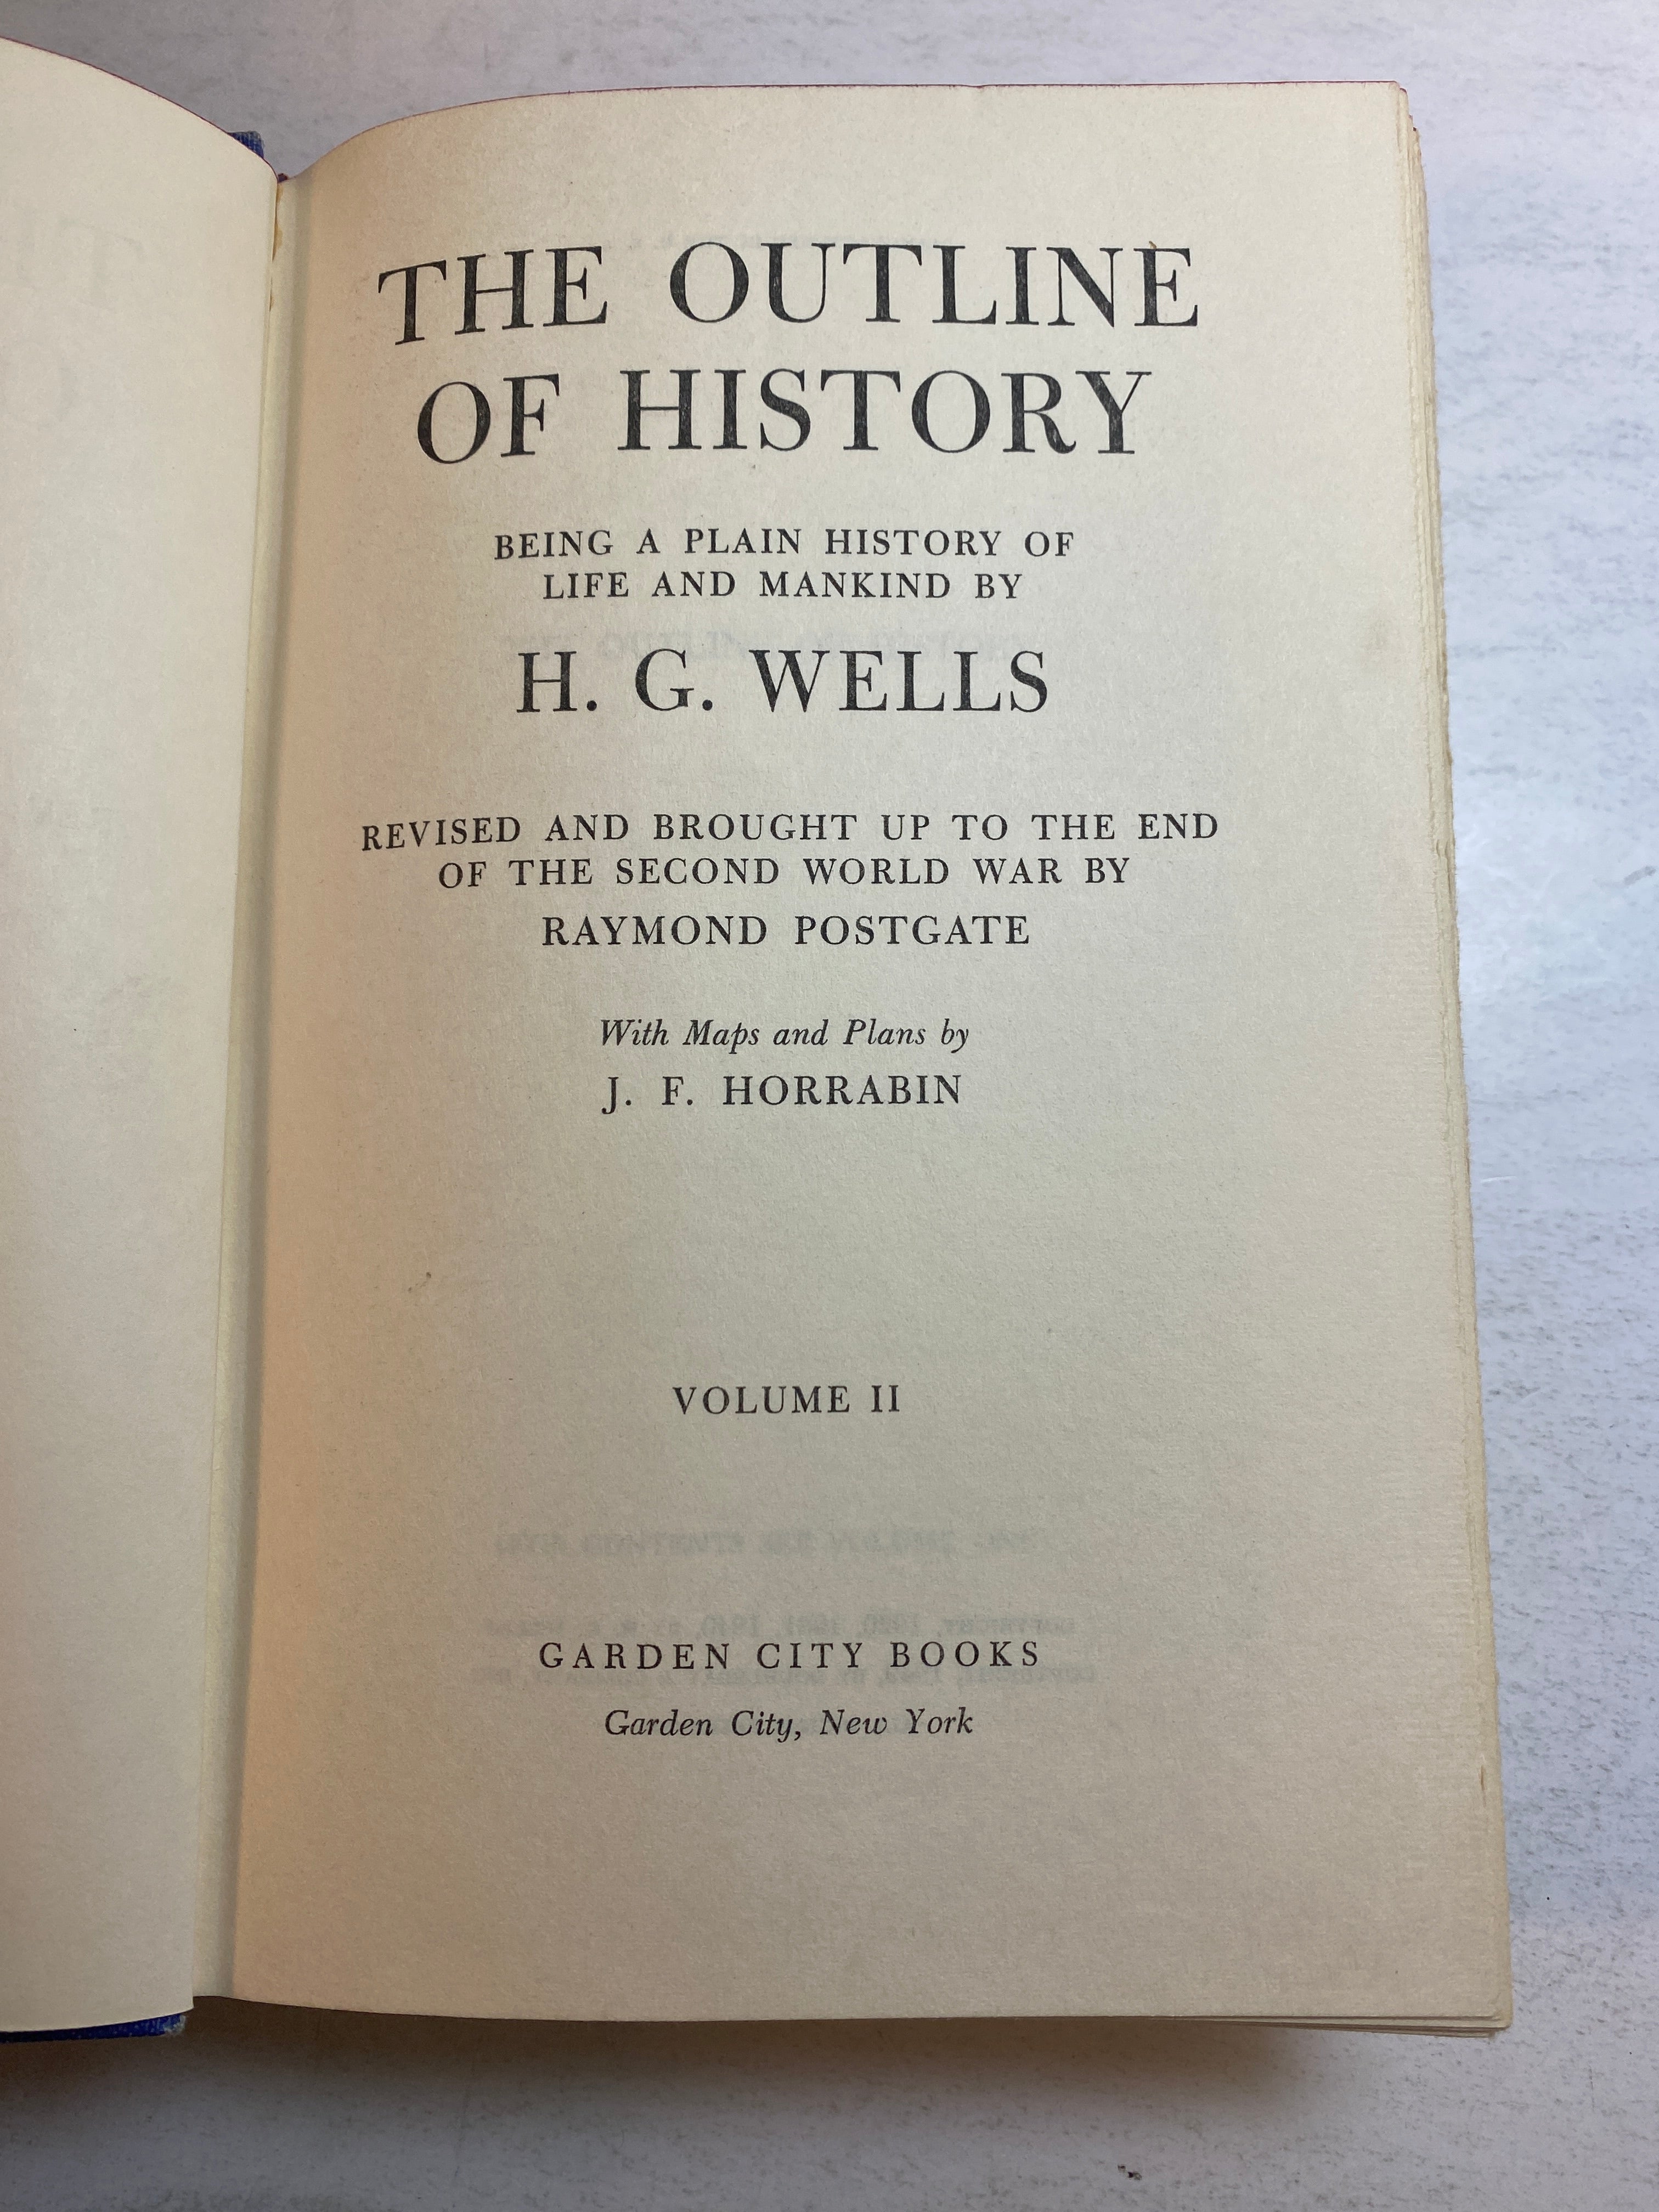 THE OUTLINE
OF HISTORY
BEING A PLAIN HISTORY OF
LIFE AND MANKIND BY
H. G. WELLS
REVISED AND BROUGHT UP TO THE END
OF THE SECOND WORLD WAR BY
RAYMOND POSTGATE
With Maps and Plans by
J. F. HORRABIN
VOLUME II
GARDEN CITY BOOKS
Garden City, New York